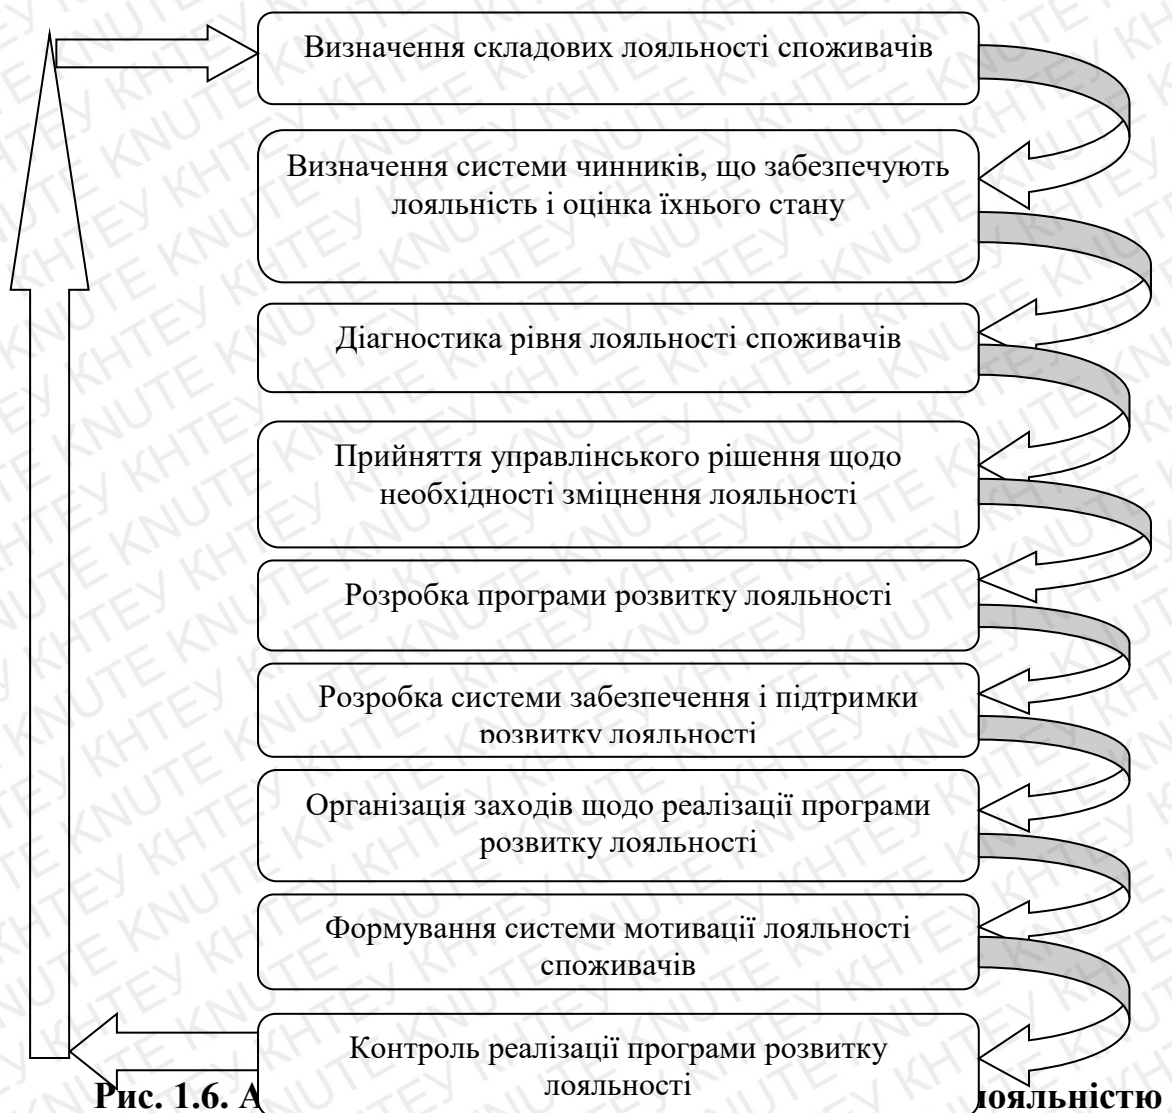 Визначення складових лояльності споживачів
Визначення системи чинників, що забезпечують
лояльність і оцінка їхнього стану
Діагностика рівня лояльності споживачів
Прийняття управлінського рішення щодо
необхідності зміцнення лояльності
Розробка програми розвитку лояльності
Розробка системи забезпечення і підтримки
розвитку лояльності
Організація заходів щодо реалізації програми
розвитку лояльності
Формування системи мотивації лояльності
споживачів
Контроль реалізації програми розвитку
лояльності
Рис. 1.6. А лояльністю